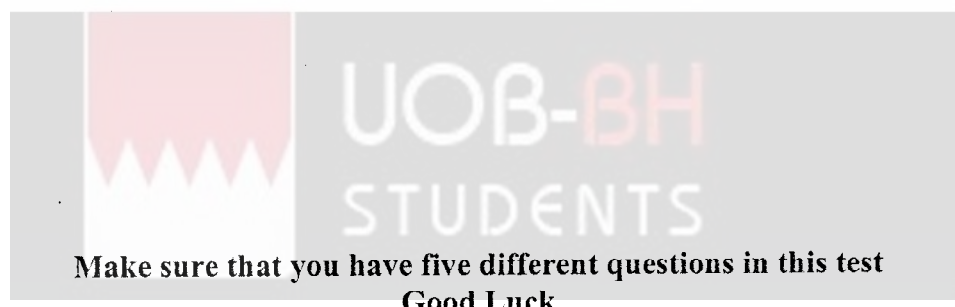 UOB-BH
STUDENTS
Make sure that you have five different questions in this test
Good Luck